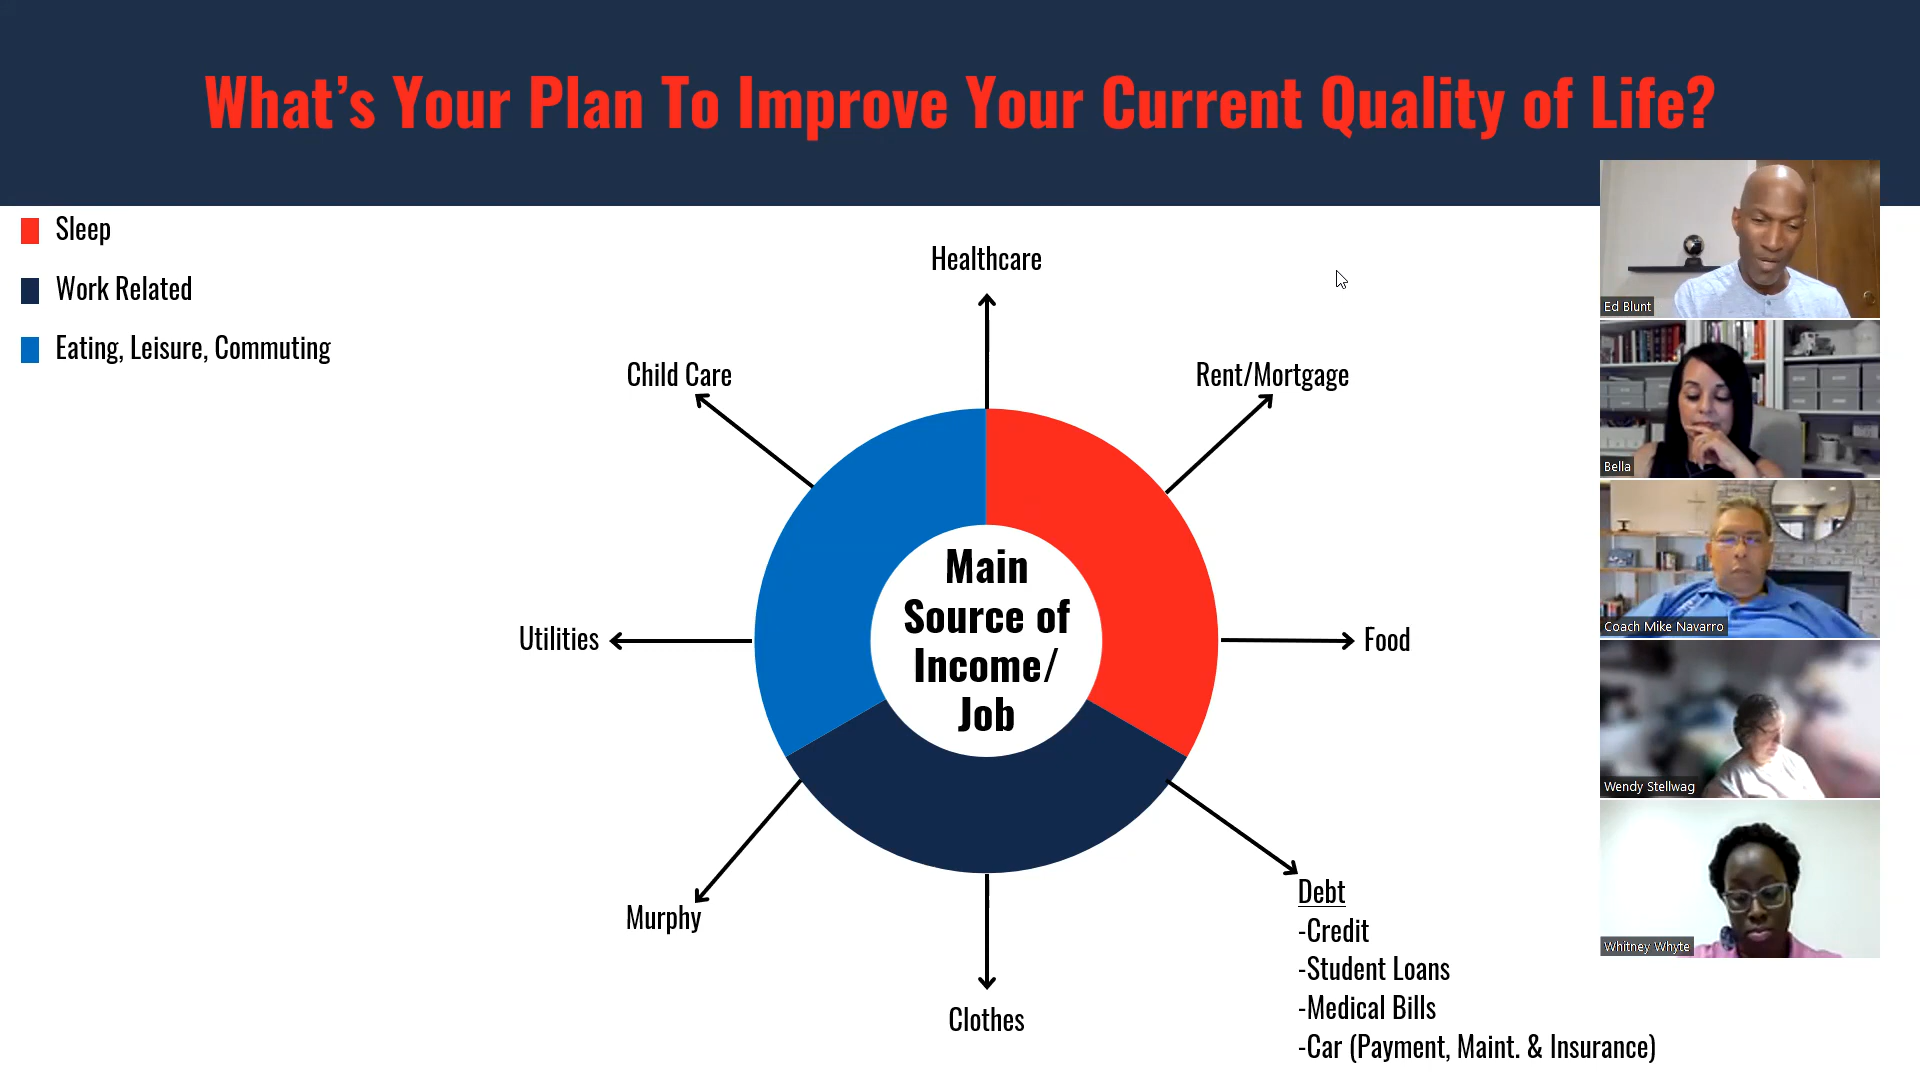 What’s Your Plan To Improve Your Current Quality of Life?
Sleep
Work Related
Eating, Leisure, Commuting
Healthcare
Child Care
Rent/Mortgage
Main
Source of
Income/
Job
Utilities
Food
Murphy
Clothes
Debt
-Credit
-Student Loans
-Medical Bills
-Car (Payment, Maint. & Insurance)
Ed Blunt
Bella
Coach Mike Navarro
Wendy Stellwag
Whitney Whyte